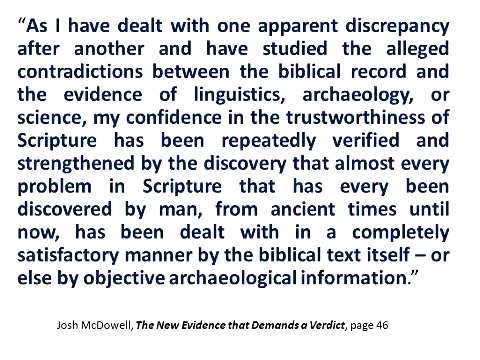 “As I have dealt with one apparent discrepancy
after another and have studied the alleged
contradictions between the biblical record and
the evidence of linguistics, archaeology, or
science, my confidence in the trustworthiness of
Scripture has been repeatedly verified and
strengthened by the discovery that almost every
problem in Scripture that has every been
discovered by man, from ancient times until
now, has been dealt with in a completely
satisfactory manner by the biblical text itself – or
else by objective archaeological information.”
Josh McDowell, The New Evidence that Demands a Verdict, page 46